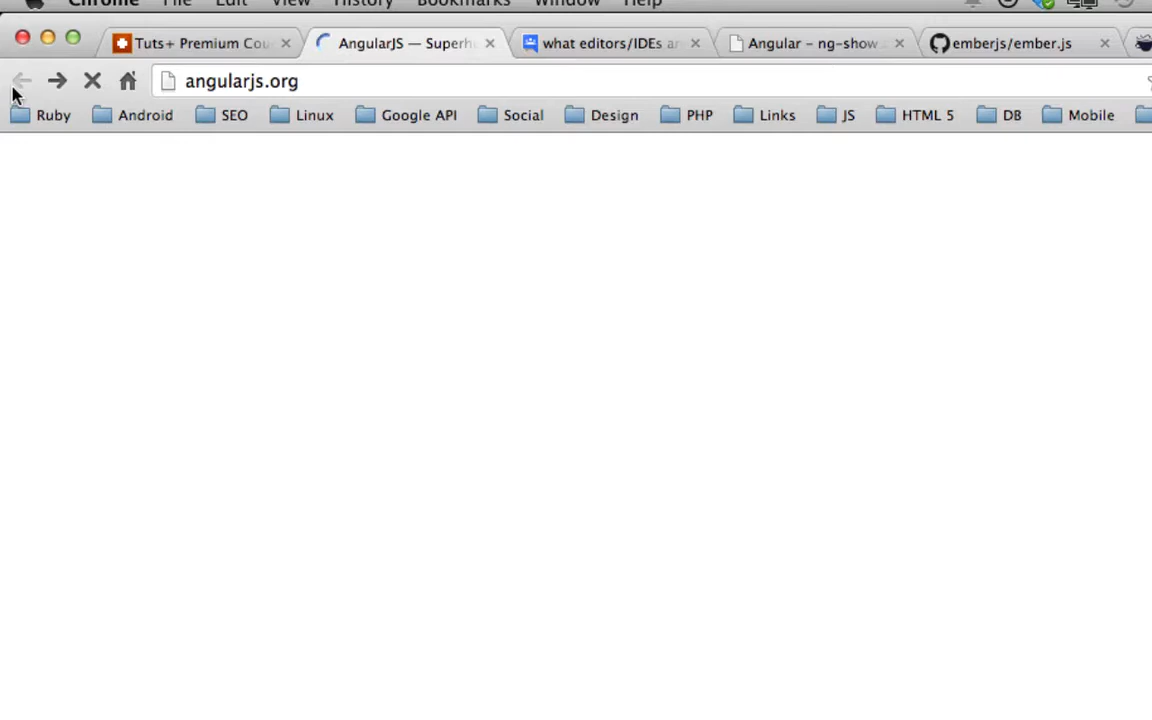 Chrome File Edit View History Bookmarks Window Help
Tuts+ Premium Cou AngularJS — Superh what editors/IDEs ar Angular - ng-show emberjs/ember.js
angularjs.org
Ruby Android SEO Linux Google API Social Design PHP Links JS HTML 5 DB Mobile